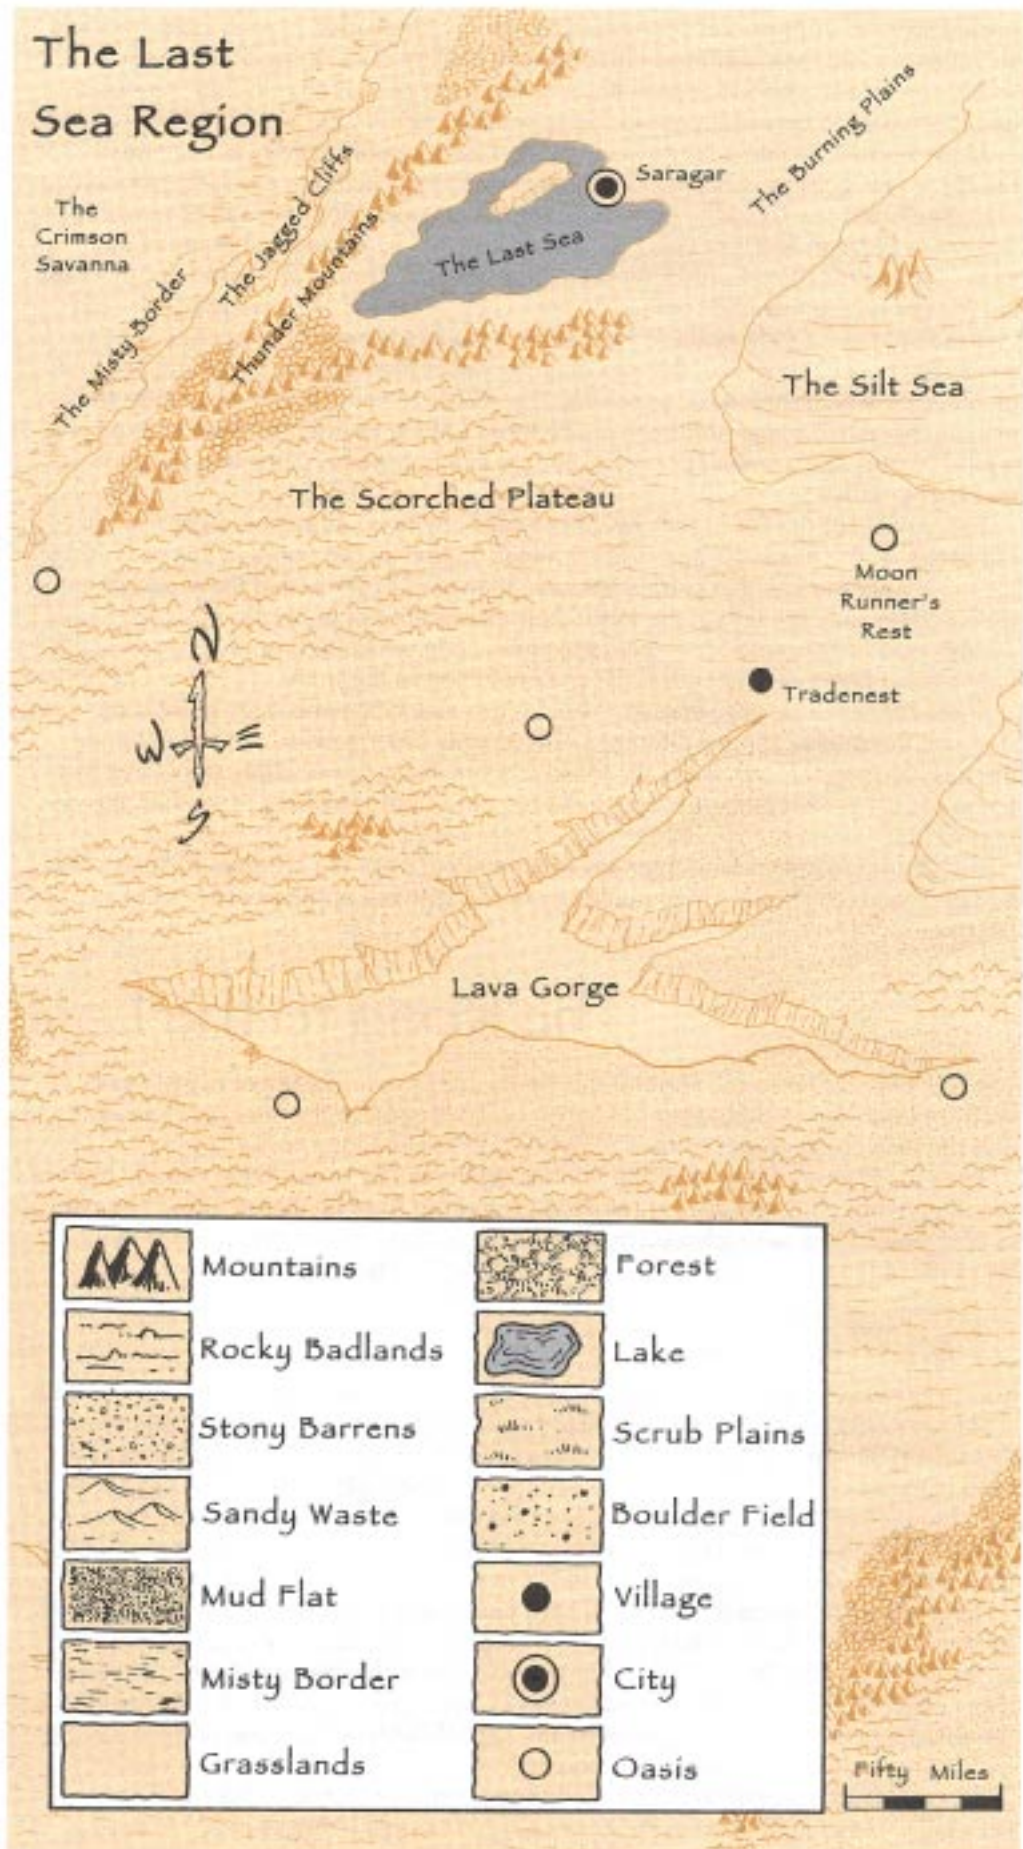 The Last
Sea Region
The
Crimson
Savanna
The Misty Border
The Jagged Cliffs
Thunder Mountains
The Last Sea
Saragar
The Burning Plains
The Silt Sea
The Scorched Plateau
Moon
Runner's
Rest
Tradenest
N
W
E
S
Lava Gorge
Mountains
Rocky Badlands
Stony Barrens
Sandy Waste
Mud Flat
Misty Border
Grasslands
Forest
Lake
Scrub Plains
Boulder Field
Village
City
Oasis
Fifty Miles